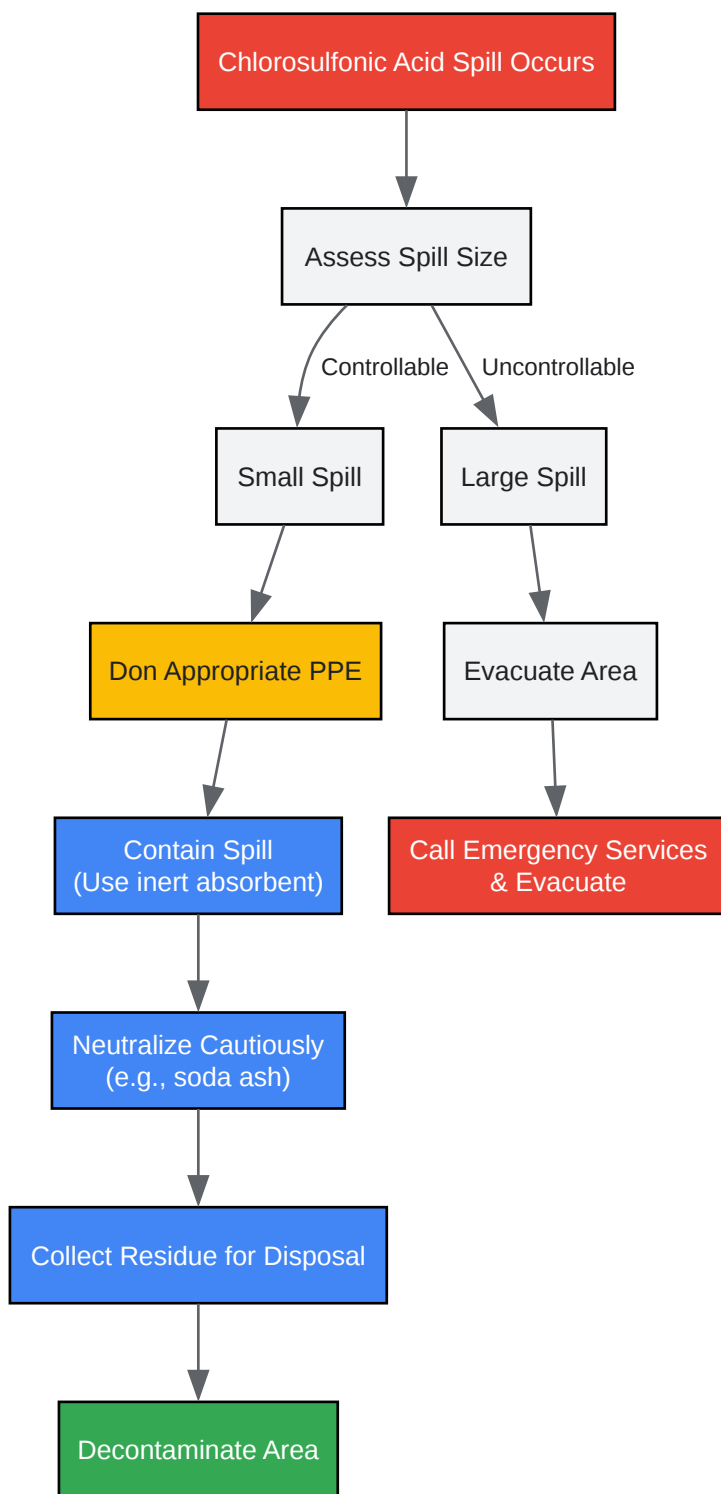 Chlorosulfonic Acid Spill Occurs
Assess Spill Size
Controllable
Uncontrollable
Small Spill
Large Spill
Don Appropriate PPE
Evacuate Area
Contain Spill
(Use inert absorbent)
Call Emergency Services
& Evacuate
Neutralize Cautiously
(e.g., soda ash)
Collect Residue for Disposal
Decontaminate Area